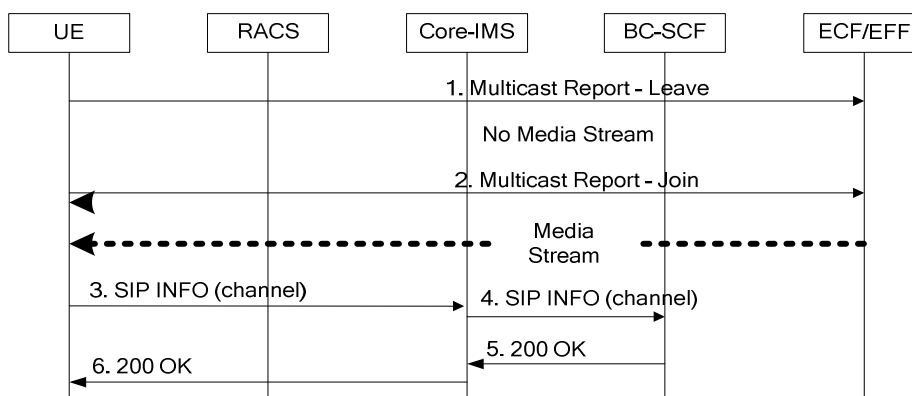 UE
RACS
Core-IMS
BC-SCF
ECF/EFF
1. Multicast Report - Leave
No Media Stream
2. Multicast Report - Join
Media
Stream
3. SIP INFO (channel)
4. SIP INFO (channel)
5. 200 OK
6. 200 OK